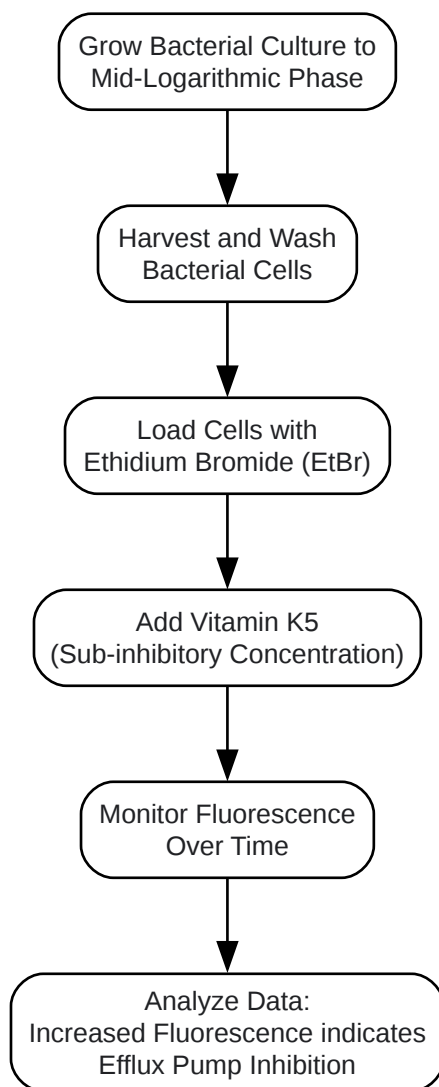 Grow Bacterial Culture to
Mid-Logarithmic Phase
Harvest and Wash
Bacterial Cells
Load Cells with
Ethidium Bromide (EtBr)
Add Vitamin K5
(Sub-inhibitory Concentration)
Monitor Fluorescence
Over Time
Analyze Data:
Increased Fluorescence indicates
Efflux Pump Inhibition